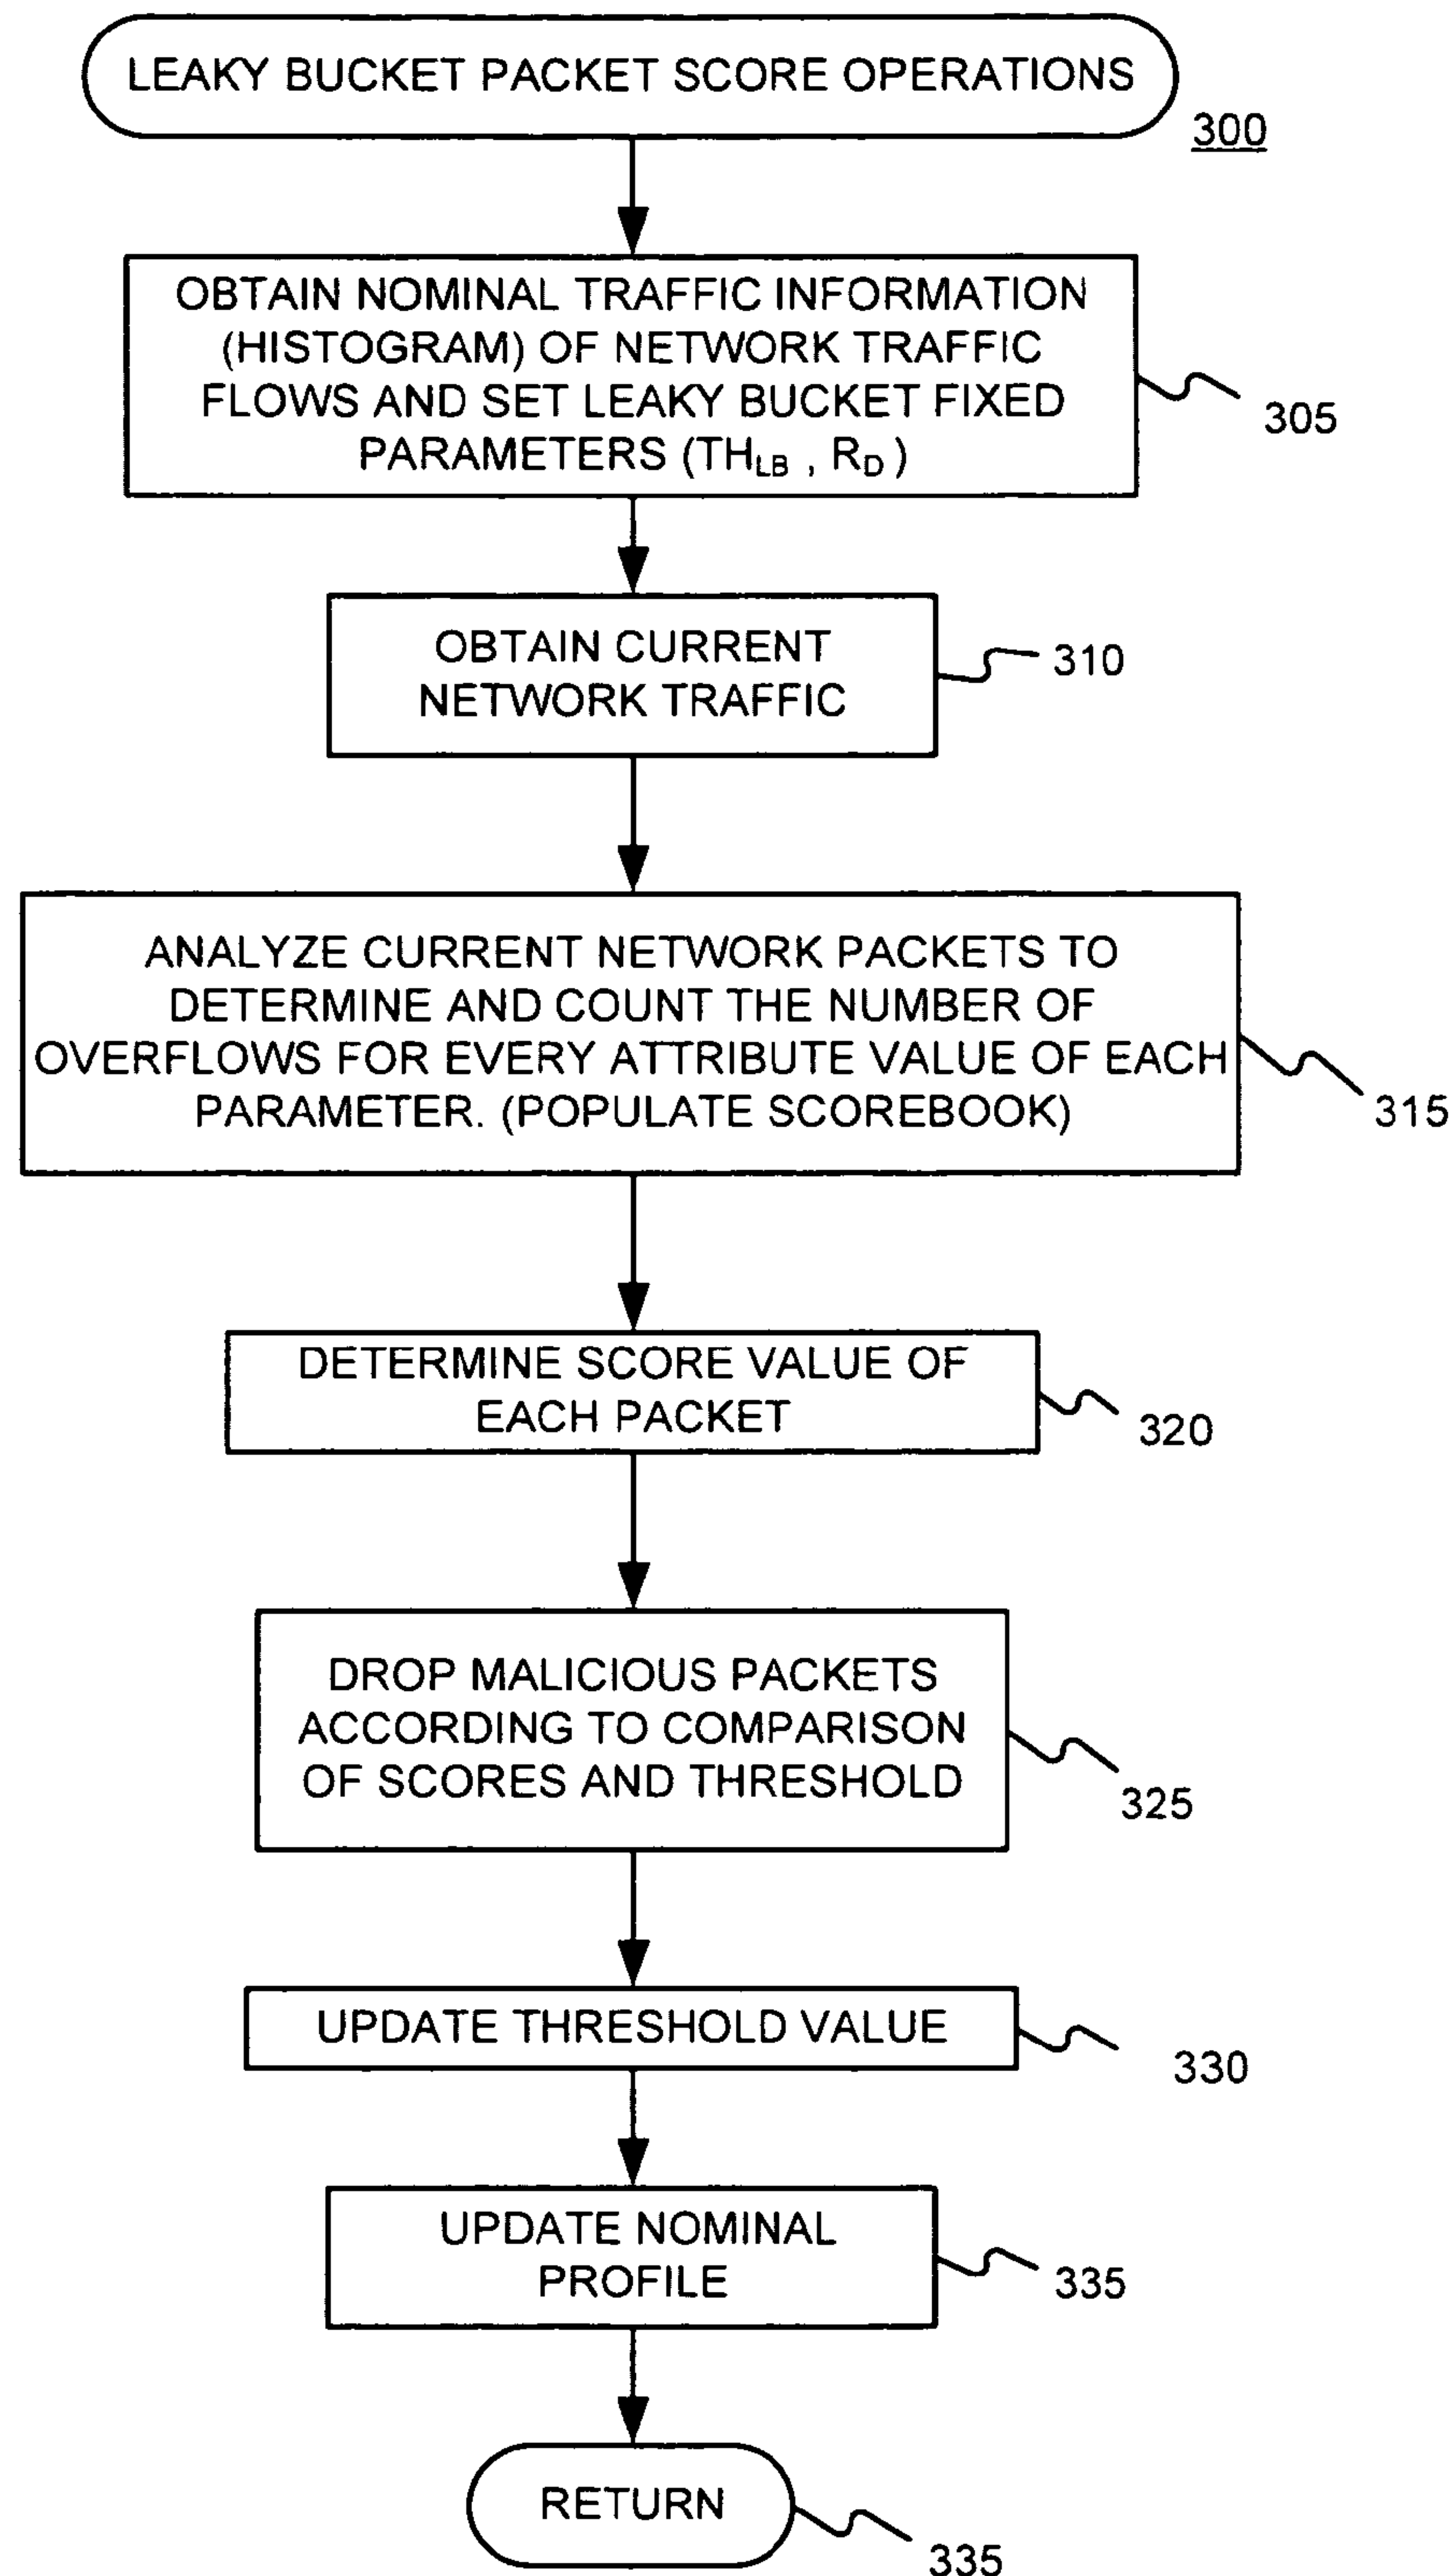 LEAKY BUCKET PACKET SCORE OPERATIONS
300
OBTAIN NOMINAL TRAFFIC INFORMATION
(HISTOGRAM) OF NETWORK TRAFFIC
FLOWS AND SET LEAKY BUCKET FIXED
PARAMETERS (TH_LB , R_D )
305
OBTAIN CURRENT
NETWORK TRAFFIC
310
ANALYZE CURRENT NETWORK PACKETS TO
DETERMINE AND COUNT THE NUMBER OF
OVERFLOWS FOR EVERY ATTRIBUTE VALUE OF EACH
PARAMETER. (POPULATE SCOREBOOK)
315
DETERMINE SCORE VALUE OF
EACH PACKET
320
DROP MALICIOUS PACKETS
ACCORDING TO COMPARISON
OF SCORES AND THRESHOLD
325
UPDATE THRESHOLD VALUE
330
UPDATE NOMINAL
PROFILE
335
RETURN
335